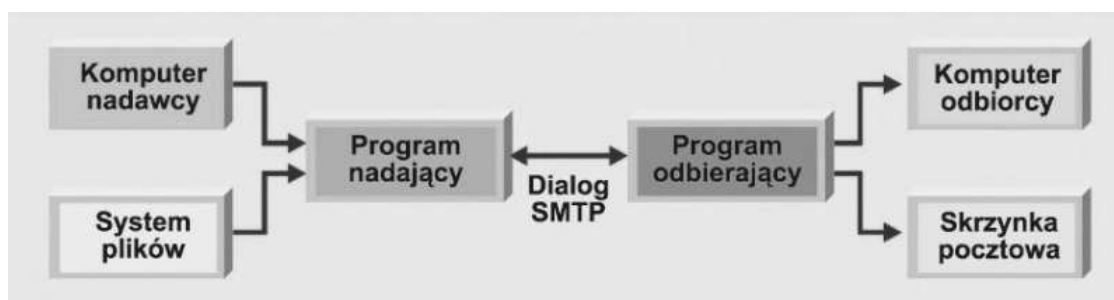 Komputer
nadawcy
System
plików
Program
nadający
Dialog
SMTP
Program
odbierający
Komputer
odbiorcy
Skrzynka
pocztowa